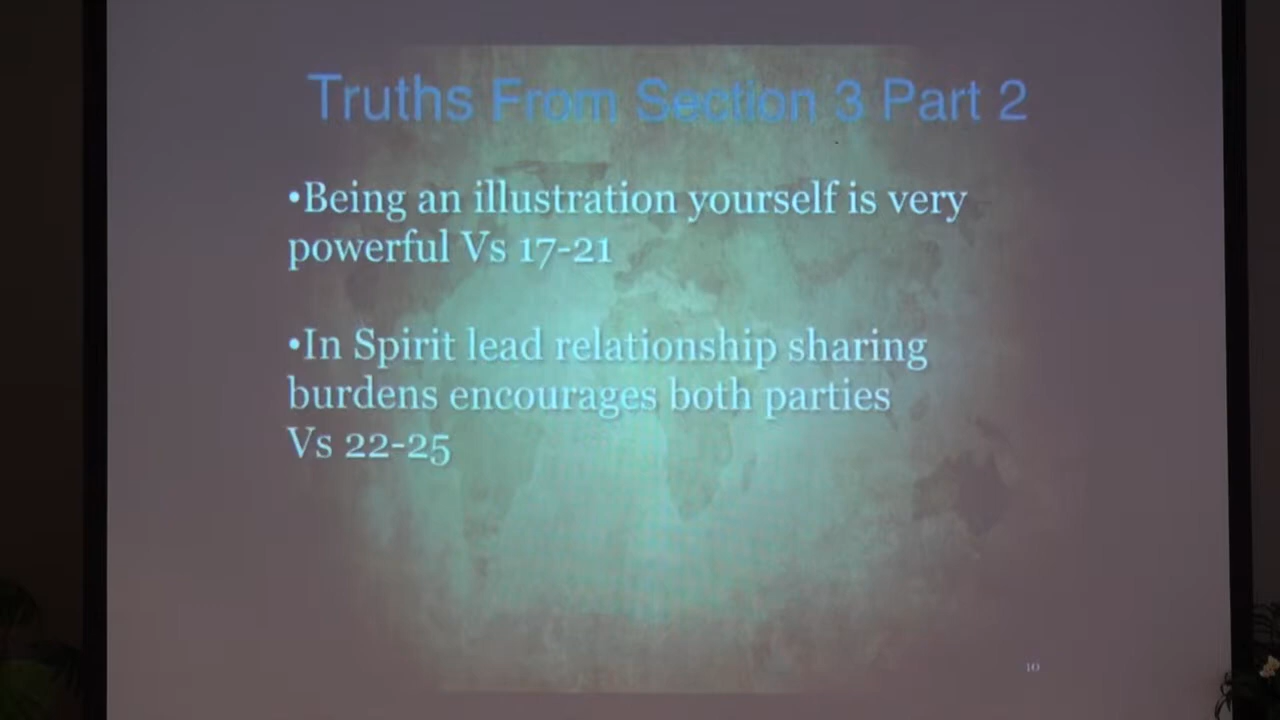 Truths From Section 3 Part 2
•Being an illustration yourself is very
powerful Vs 17-21
•In Spirit lead relationship sharing
burdens encourages both parties
Vs 22-25
10